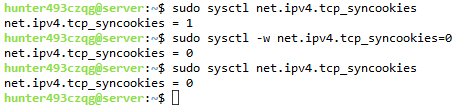 hunter493czqg@server:~$ sudo sysctl net.ipv4.tcp_syncookies
net.ipv4.tcp_syncookies = 1
hunter493czqg@server:~$ sudo sysctl -w net.ipv4.tcp_syncookies=0
net.ipv4.tcp_syncookies = 0
hunter493czqg@server:~$ sudo sysctl net.ipv4.tcp_syncookies
net.ipv4.tcp_syncookies = 0
hunter493czqg@server:~$